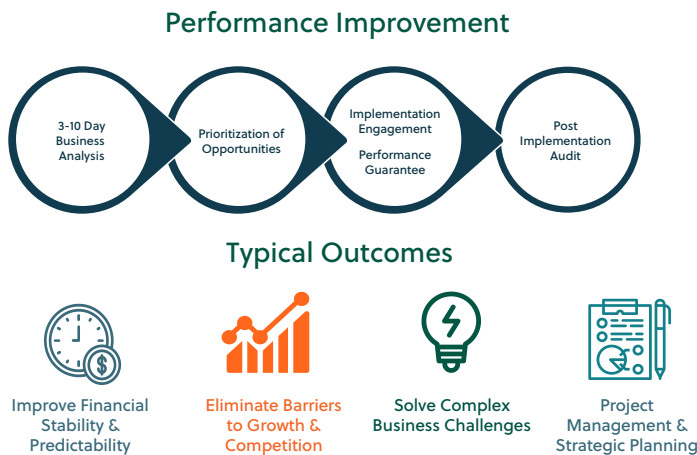 Performance Improvement
3-10 Day
Business
Analysis
Prioritization of
Opportunities
Implementation
Engagement
Performance
Guarantee
Post
Implementation
Audit
Typical Outcomes
$
Improve Financial
Stability &
Predictability
Eliminate Barriers
to Growth &
Competition
Solve Complex
Business Challenges
Project
Management &
Strategic Planning